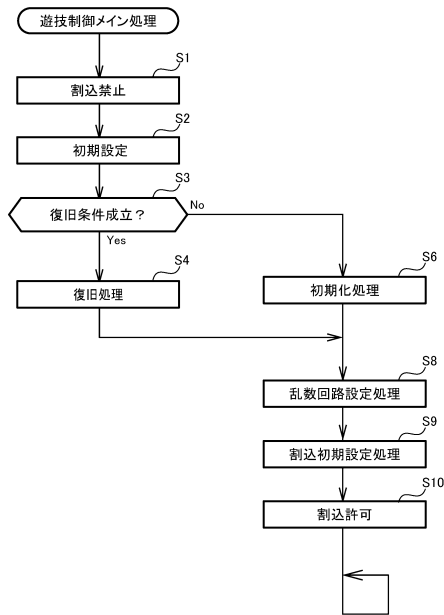 遊技制御メイン処理
S1
割込禁止
S2
初期設定
S3
復旧条件成立？
No
Yes
S4
復旧処理
S6
初期化処理
S8
乱数回路設定処理
S9
割込初期設定処理
S10
割込許可